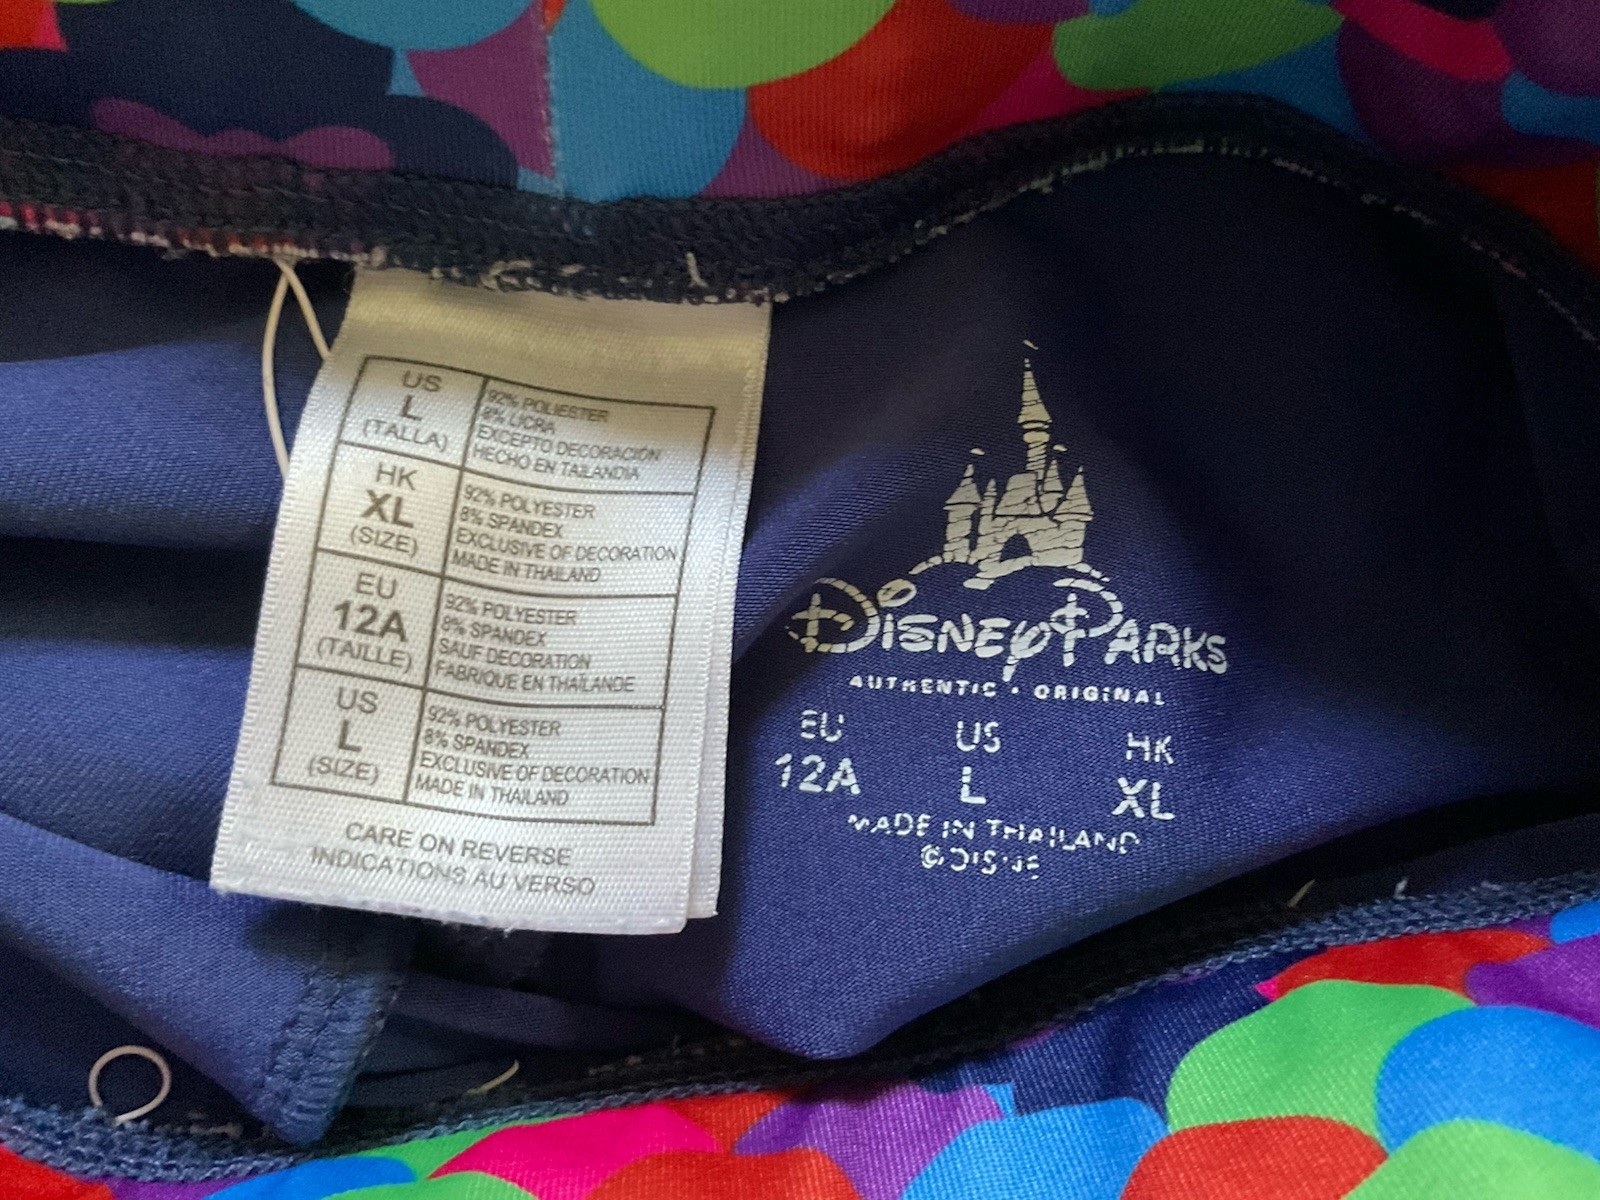 US
L
(TALLA)
92% POLIESTER
8% LICRA
EXCEPTO DECORACIÓN
HECHO EN TAILANDIA
HK
XL
(SIZE)
92% POLYESTER
8% SPANDEX
EXCLUSIVE OF DECORATION
MADE IN THAILAND
EU
12A
(TAILLE)
92% POLYESTER
8% SPANDEX
SAUF DECORATION
FABRIQUE EN THAÏLANDE
US
L
(SIZE)
92% POLYESTER
8% SPANDEX
EXCLUSIVE OF DECORATION
MADE IN THAILAND
CARE ON REVERSE
INDICATIONS AU VERSO
DISNEY PARKS
AUTHENTIC • ORIGINAL
EU US HK
12A L XL
MADE IN THAILAND
©DISNE